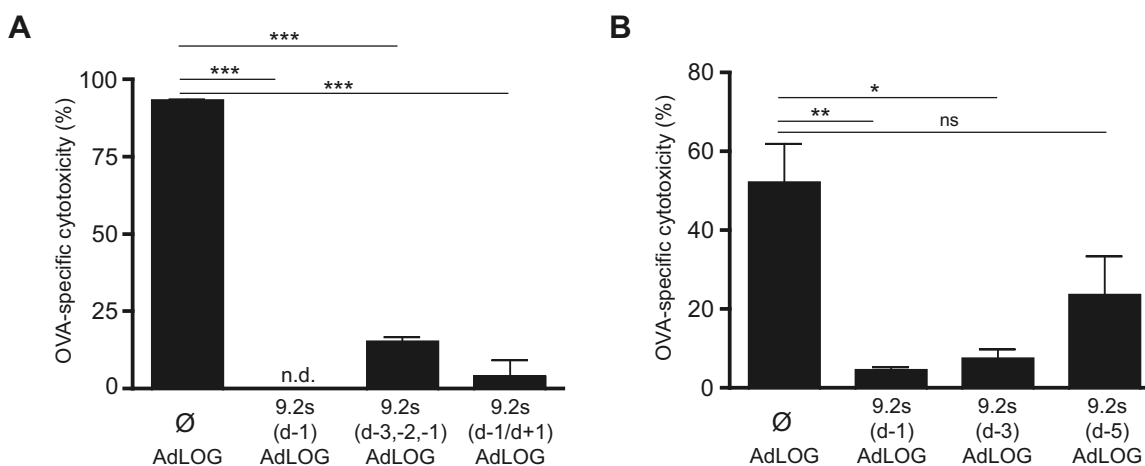 A
***
***
***
OVA-specific cytotoxicity (%)
100
75
50
25
0
n.d.
Ø 9.2s 9.2s 9.2s
(d-1) (d-3,-2,-1) (d-1/d+1)
AdLOG AdLOG AdLOG AdLOG
B
*
**
ns
OVA-specific cytotoxicity (%)
80
60
40
20
0
Ø 9.2s 9.2s 9.2s
(d-1) (d-3) (d-5)
AdLOG AdLOG AdLOG AdLOG